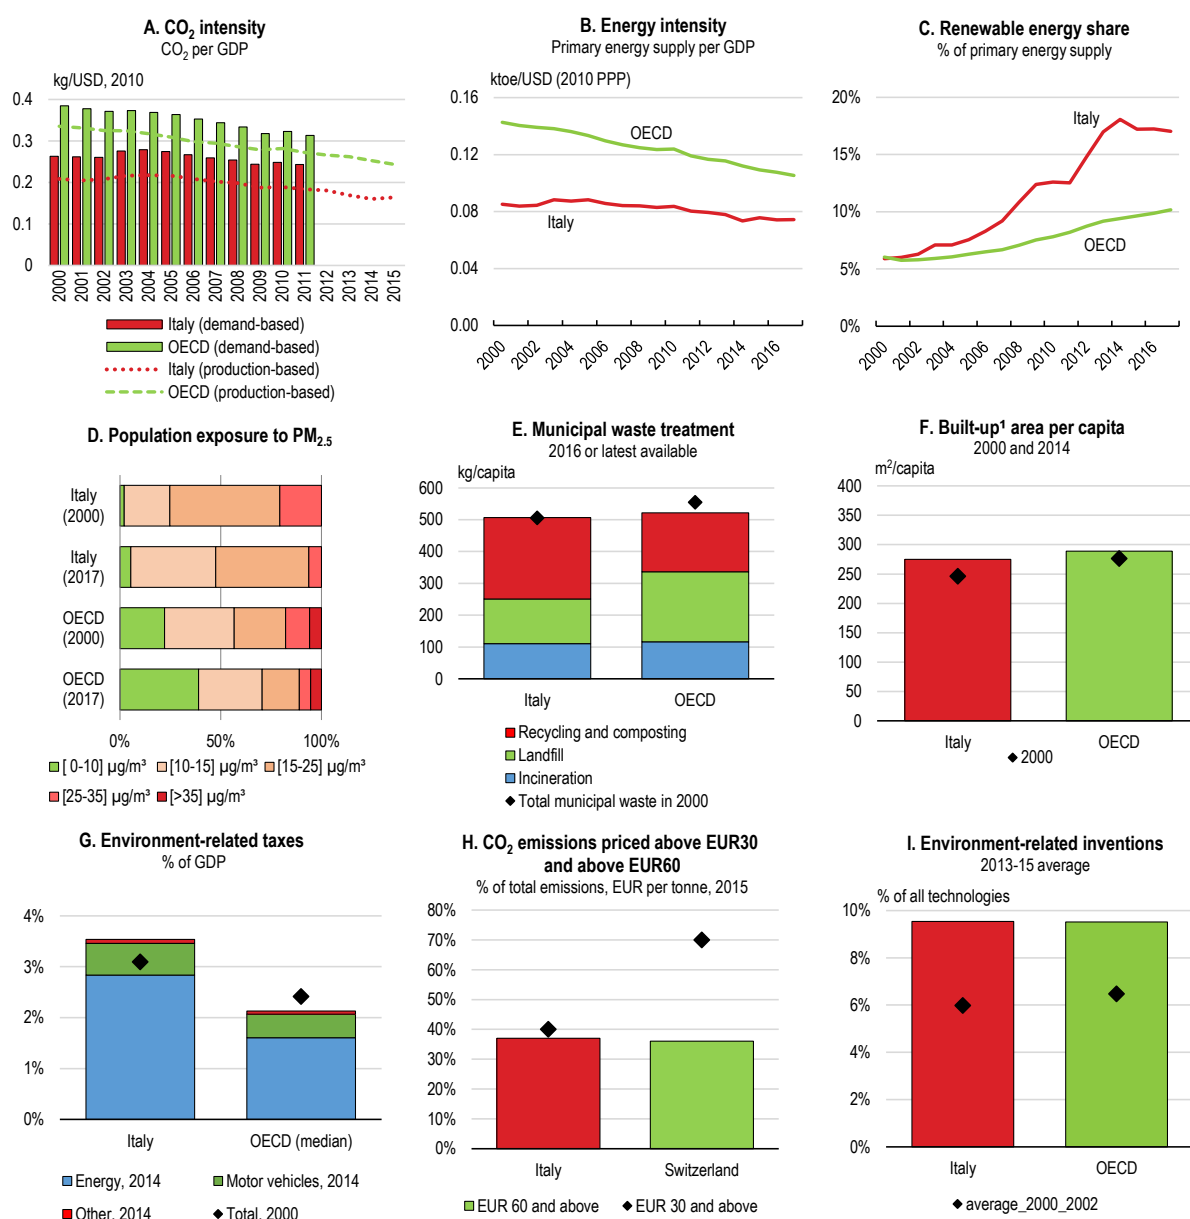 A. CO₂ intensity
CO₂ per GDP
kg/USD, 2010
0.4
0.3
0.2
0.1
0
2000
2001
2002
2003
2004
2005
2006
2007
2008
2009
2010
2011
2012
2013
2014
2015
Italy (demand-based)
OECD (demand-based)
Italy (production-based)
OECD (production-based)
B. Energy intensity
Primary energy supply per GDP
ktoe/USD (2010 PPP)
0.16
0.12
0.08
0.04
0.00
OECD
Italy
2000
2002
2004
2006
2008
2010
2012
2014
2016
C. Renewable energy share
% of primary energy supply
20%
15%
10%
5%
0%
Italy
OECD
2000
2002
2004
2006
2008
2010
2012
2014
2016
D. Population exposure to PM₂.₅
Italy
(2000)
Italy
(2017)
OECD
(2000)
OECD
(2017)
0% 50% 100%
[ 0-10] µg/m³ [10-15] µg/m³ [15-25] µg/m³
[25-35] µg/m³ [>35] µg/m³
E. Municipal waste treatment
2016 or latest available
kg/capita
600
500
400
300
200
100
0
Italy OECD
Recycling and composting
Landfill
Incineration
Total municipal waste in 2000
F. Built-up¹ area per capita
2000 and 2014
m²/capita
400
350
300
250
200
150
100
50
0
Italy OECD
2000
G. Environment-related taxes
% of GDP
4%
3%
2%
1%
0%
Italy OECD (median)
Energy, 2014 Motor vehicles, 2014
Other, 2014 Total, 2000
H. CO₂ emissions priced above EUR30
and above EUR60
% of total emissions, EUR per tonne, 2015
80%
70%
60%
50%
40%
30%
20%
10%
0%
Italy Switzerland
EUR 60 and above EUR 30 and above
I. Environment-related inventions
2013-15 average
% of all technologies
10%
8%
6%
4%
2%
0%
Italy OECD
average_2000_2002